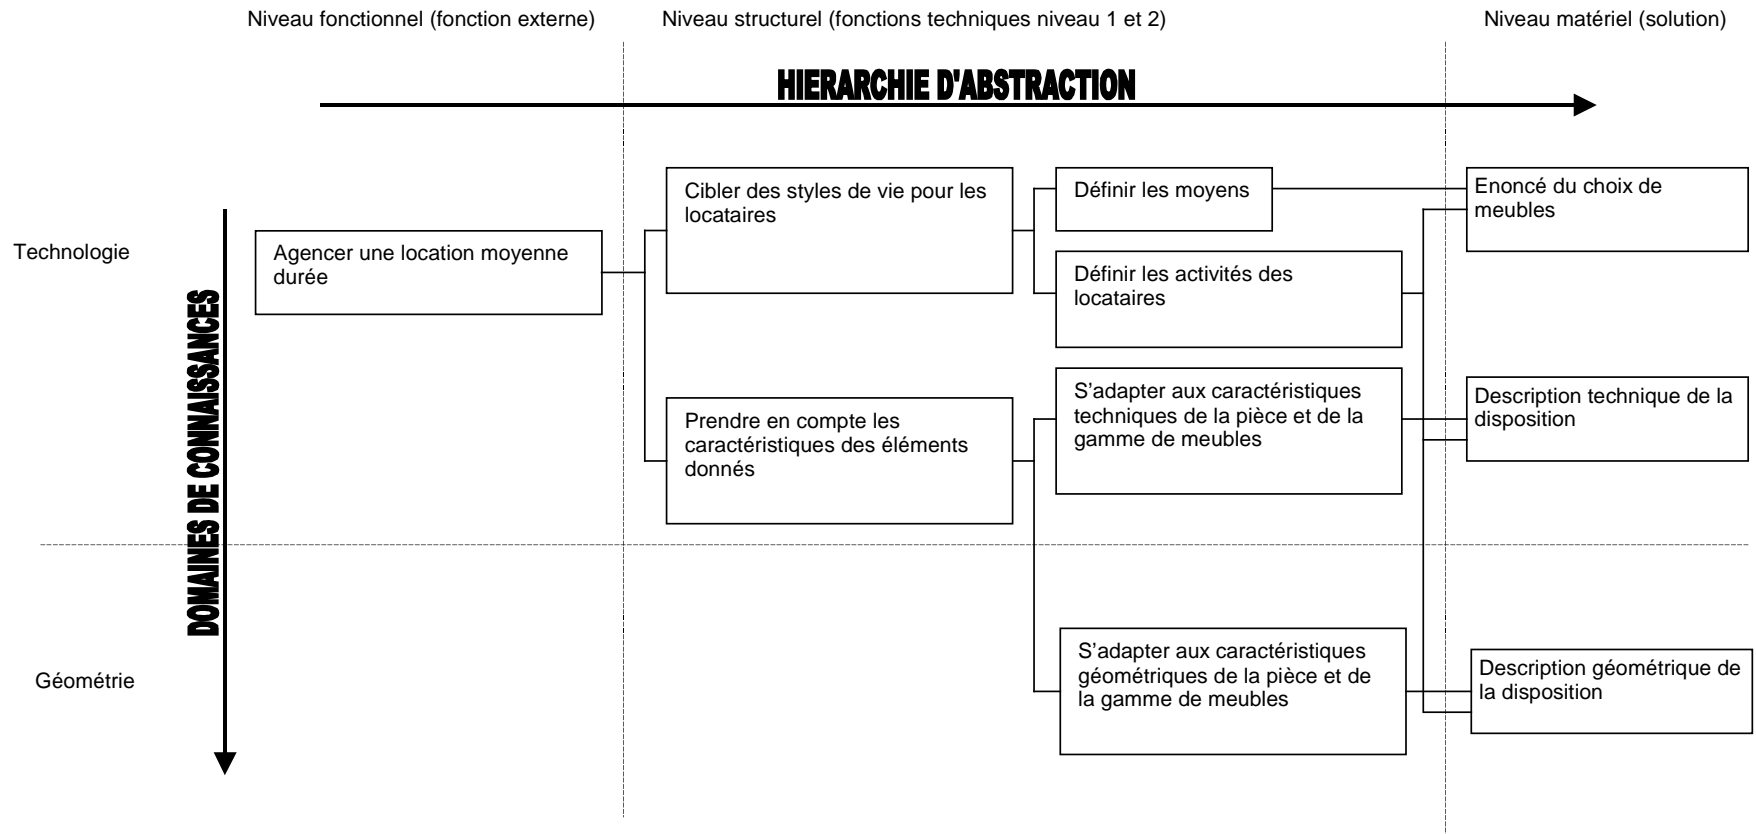 Niveau fonctionnel (fonction externe)
Niveau structurel (fonctions techniques niveau 1 et 2)
Niveau matériel (solution)
HIERARCHIE D'ABSTRACTION
DOMAINES DE CONNAISSANCES
Technologie
Agencer une location moyenne
durée
Cibler des styles de vie pour les
locataires
Définir les moyens
Enoncé du choix de
meubles
Définir les activités des
locataires
Prendre en compte les
caractéristiques des éléments
donnés
S’adapter aux caractéristiques
techniques de la pièce et de la
gamme de meubles
Description technique de la
disposition
Géométrie
S’adapter aux caractéristiques
géométriques de la pièce et de
la gamme de meubles
Description géométrique de
la disposition